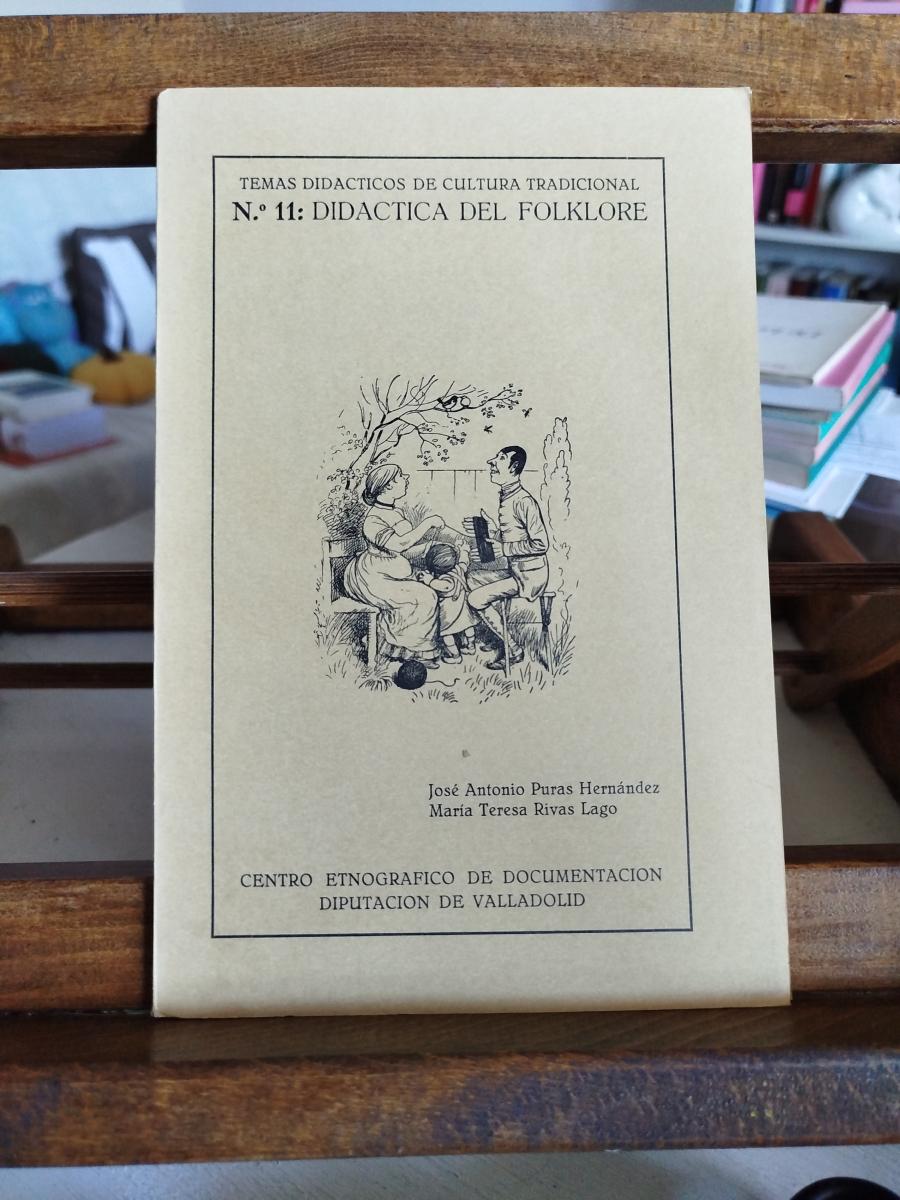 TEMAS DIDACTICOS DE CULTURA TRADICIONAL
N.º 11: DIDACTICA DEL FOLKLORE
José Antonio Puras Hernández
María Teresa Rivas Lago
CENTRO ETNOGRAFICO DE DOCUMENTACION
DIPUTACION DE VALLADOLID